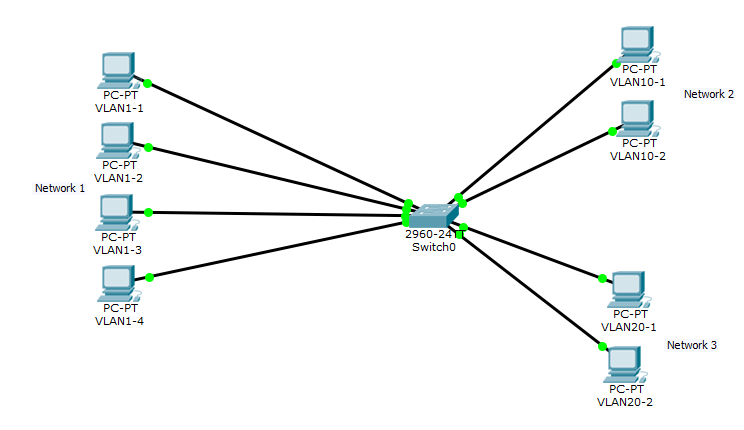 PC-PT
VLAN1-1
PC-PT
VLAN1-2
Network 1
PC-PT
VLAN1-3
PC-PT
VLAN1-4
2960-24TT
Switch0
PC-PT
VLAN10-1
Network 2
PC-PT
VLAN10-2
PC-PT
VLAN20-1
Network 3
PC-PT
VLAN20-2